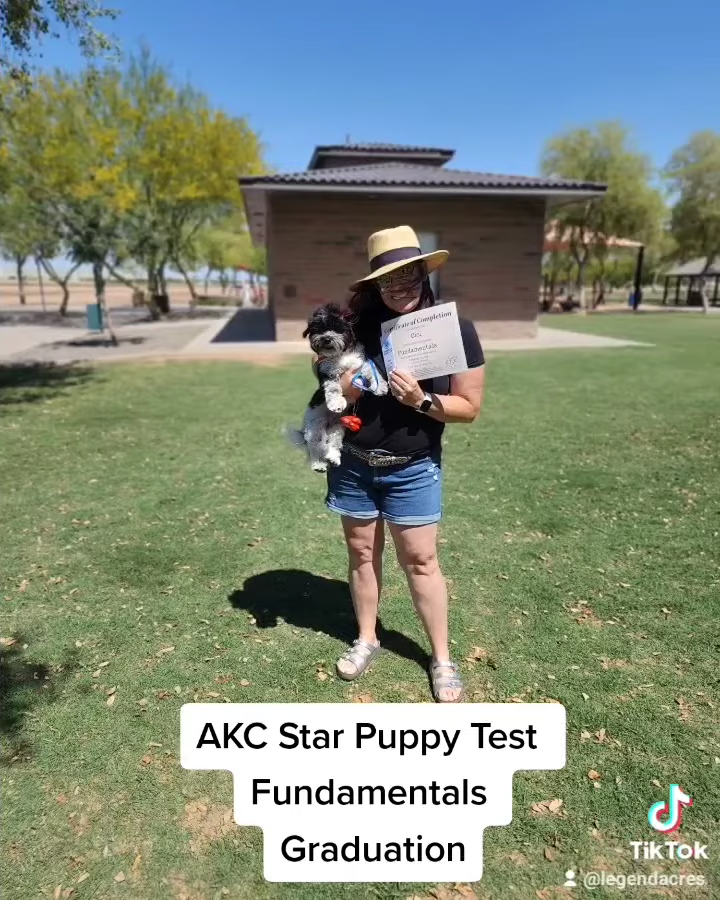 Certificate of Completion
Fundamentals
AKC Star Puppy Test
Fundamentals
Graduation
TikTok
@legendacres